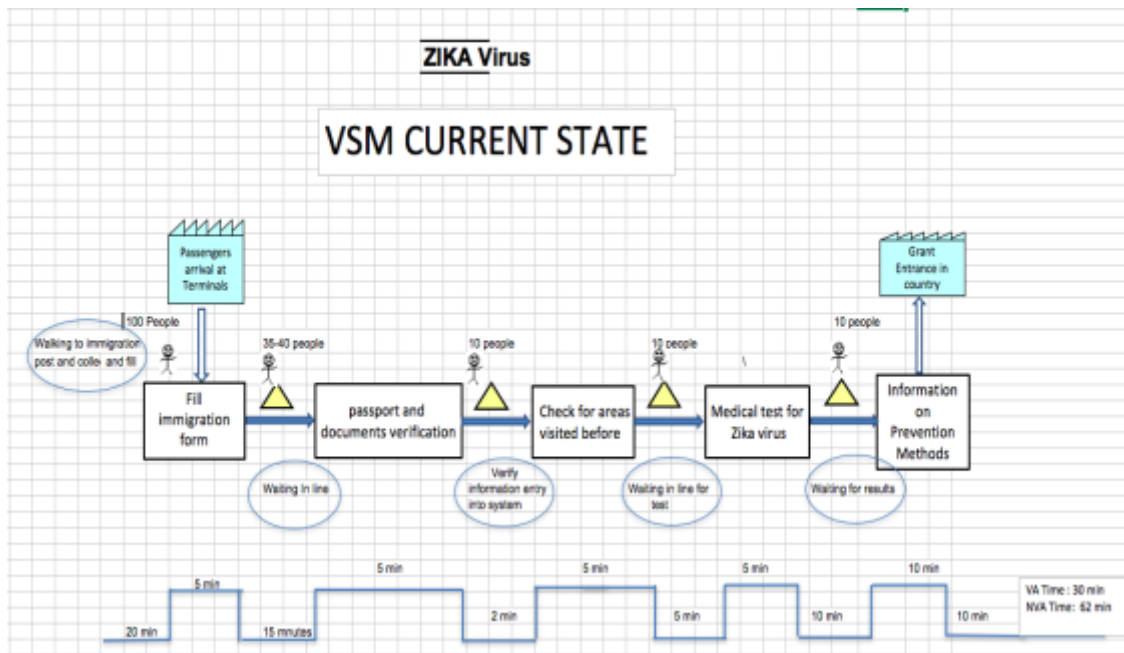 ZIKA Virus
VSM CURRENT STATE
Passengers
arrival at
Terminals
Grant
Entrance in
country
100 People
Walking to immigration
post and colle and fill
35-40 people
10 people
10 people
10 people
Fill
immigration
form
passport and
documents verification
Check for areas
visited before
Medical test for
Zika virus
Information
on
Prevention
Methods
Waiting In line
Verify
information entry
into system
Waiting in line for
test
Waiting for results
20 min
5 min
15 mnutes
5 min
2 min
5 min
5 min
5 min
10 min
10 min
10 min
VA Time : 30 min
NVA Time: 62 min